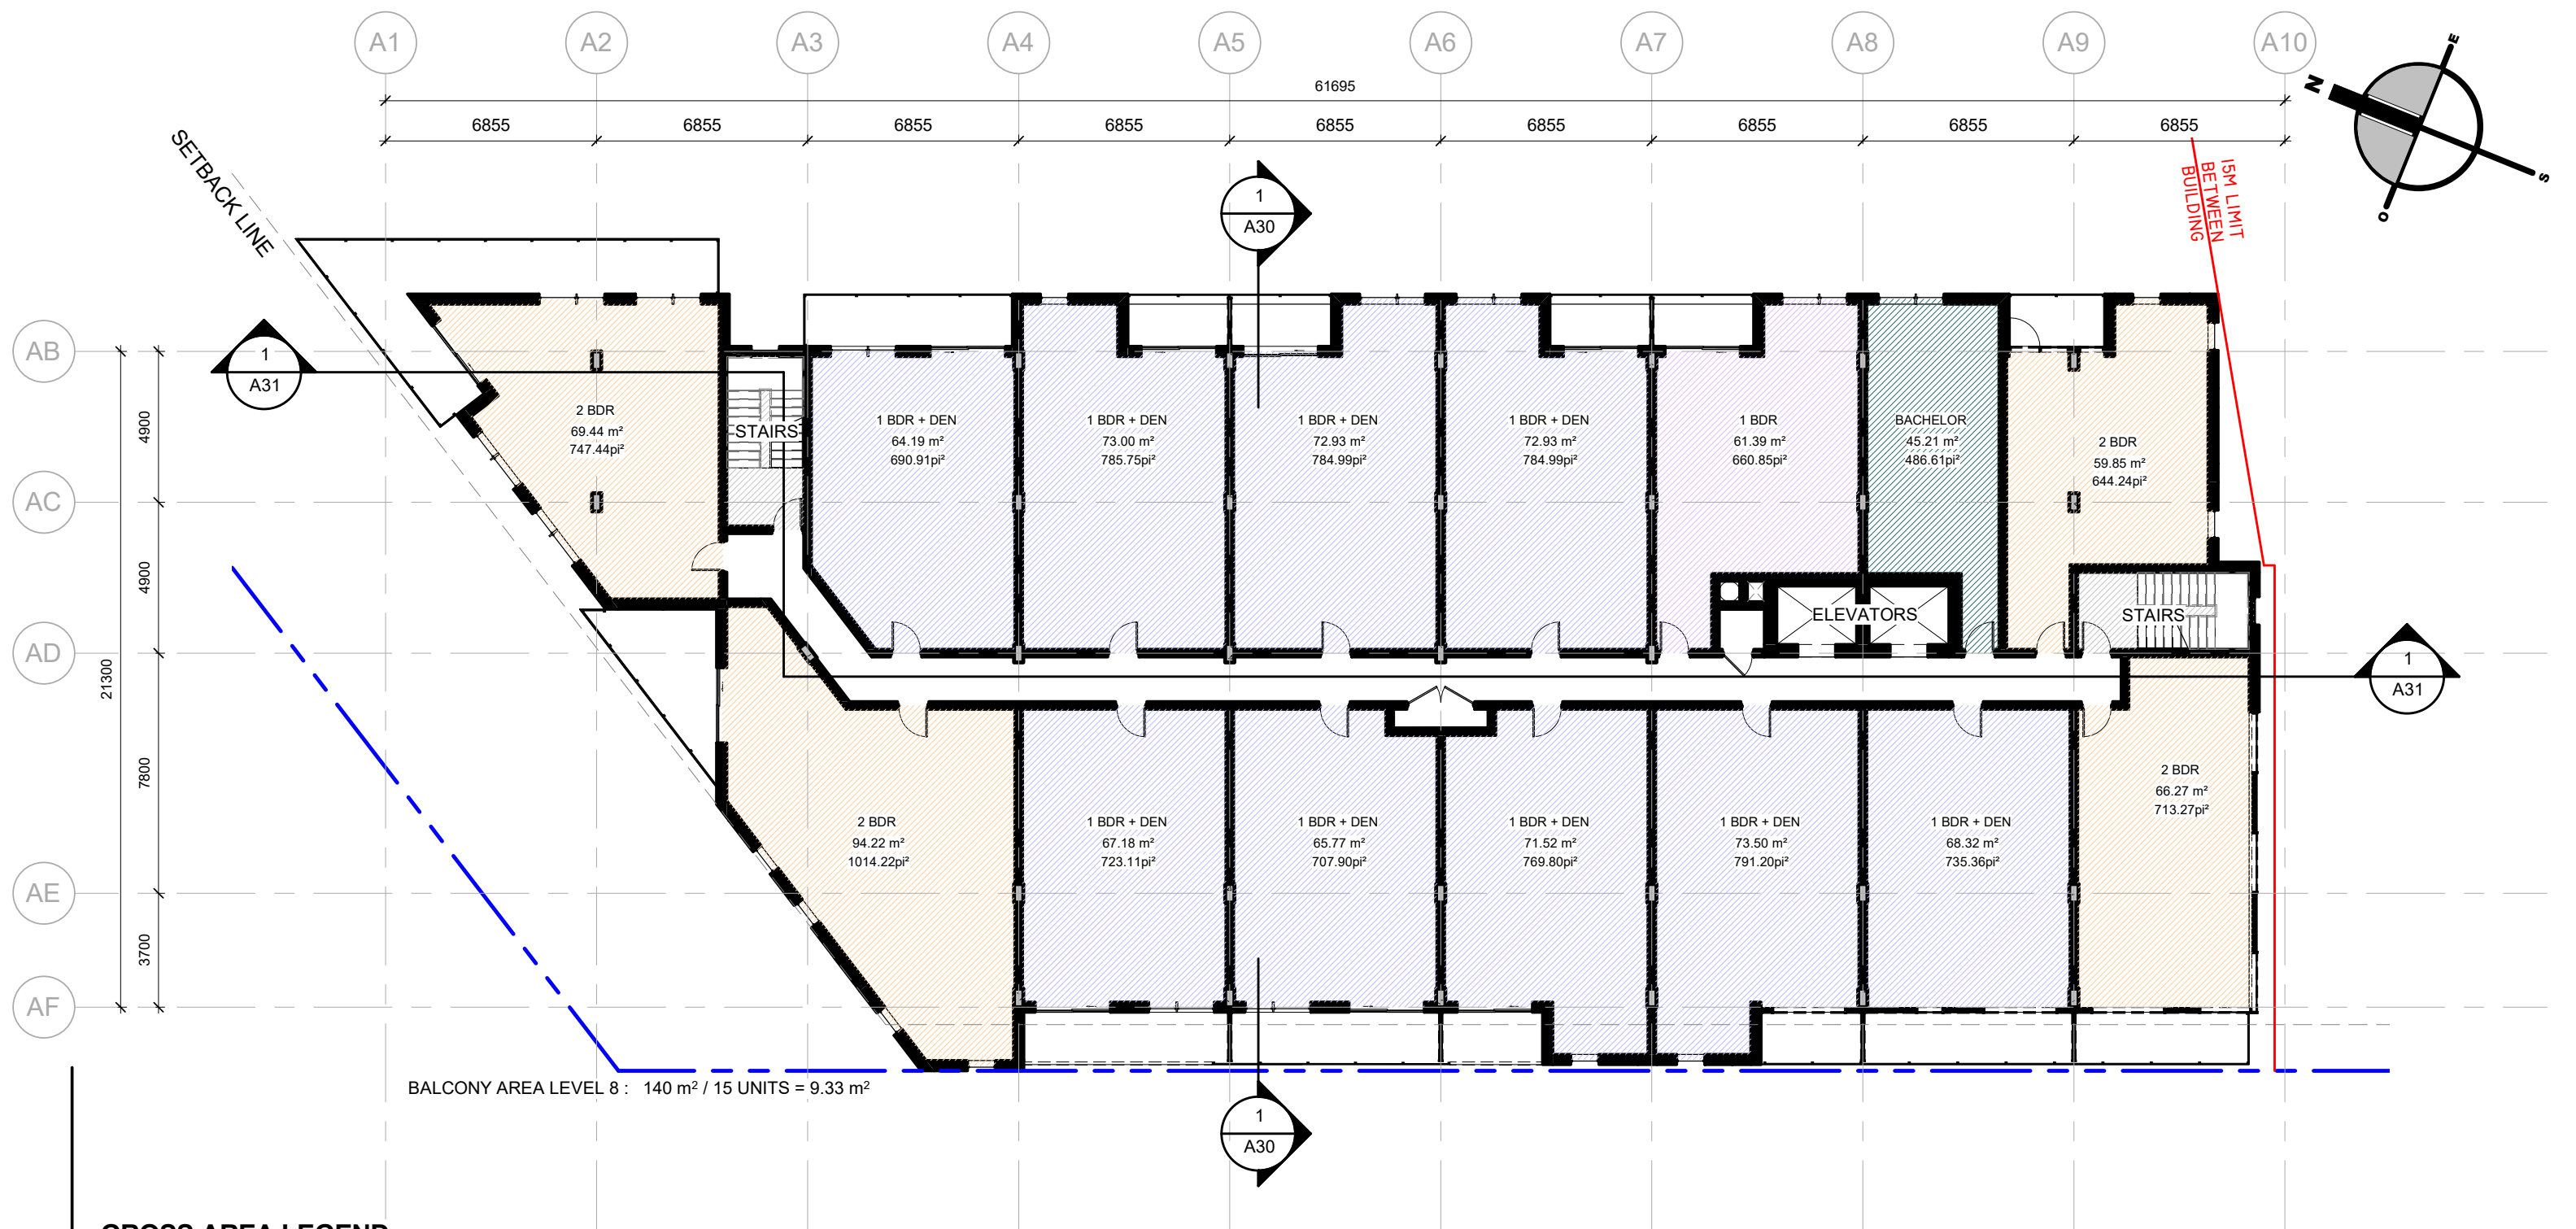 A1 A2 A3 A4 A5 A6 A7 A8 A9 A10
61695
6855 6855 6855 6855 6855 6855 6855 6855 6855
N
E
S
O
SETBACK LINE
15M LIMIT
BETWEEN
BUILDING
1
A30
AB
AC
AD
AE
AF
4900
4900
7800
3700
21300
1
A31
2 BDR
69.44 m²
747.44pi²
STAIRS
1 BDR + DEN
64.19 m²
690.91pi²
1 BDR + DEN
73.00 m²
785.75pi²
1 BDR + DEN
72.93 m²
784.99pi²
1 BDR + DEN
72.93 m²
784.99pi²
1 BDR
61.39 m²
660.85pi²
BACHELOR
45.21 m²
486.61pi²
2 BDR
59.85 m²
644.24pi²
ELEVATORS
STAIRS
1
A31
2 BDR
94.22 m²
1014.22pi²
1 BDR + DEN
67.18 m²
723.11pi²
1 BDR + DEN
65.77 m²
707.90pi²
1 BDR + DEN
71.52 m²
769.80pi²
1 BDR + DEN
73.50 m²
791.20pi²
1 BDR + DEN
68.32 m²
735.36pi²
2 BDR
66.27 m²
713.27pi²
BALCONY AREA LEVEL 8 : 140 m² / 15 UNITS = 9.33 m²
1
A30
GROSS AREA LEGEND